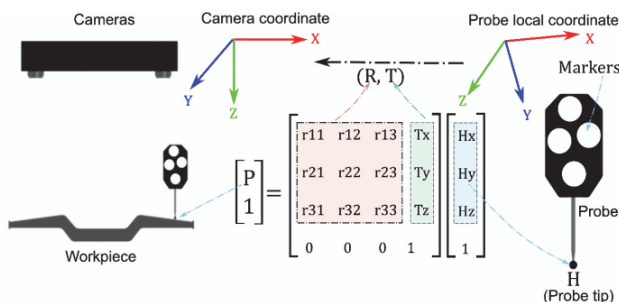 Cameras
Camera coordinate
Probe local coordinate
X
Y
Z
X
Y
Z
(R, T)
Markers
r11 r12 r13 Tx Hx
P r21 r22 r23 Ty Hy
1 = r31 r32 r33 Tz Hz
0 0 0 1 1
Probe
H
(Probe tip)
Workpiece